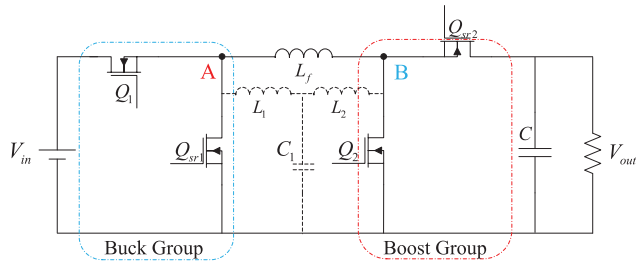 Q_sr2
A
B
L_f
Q_1
L_1
L_2
V_in
Q_sr1
C_1
Q_2
C
V_out
Buck Group
Boost Group